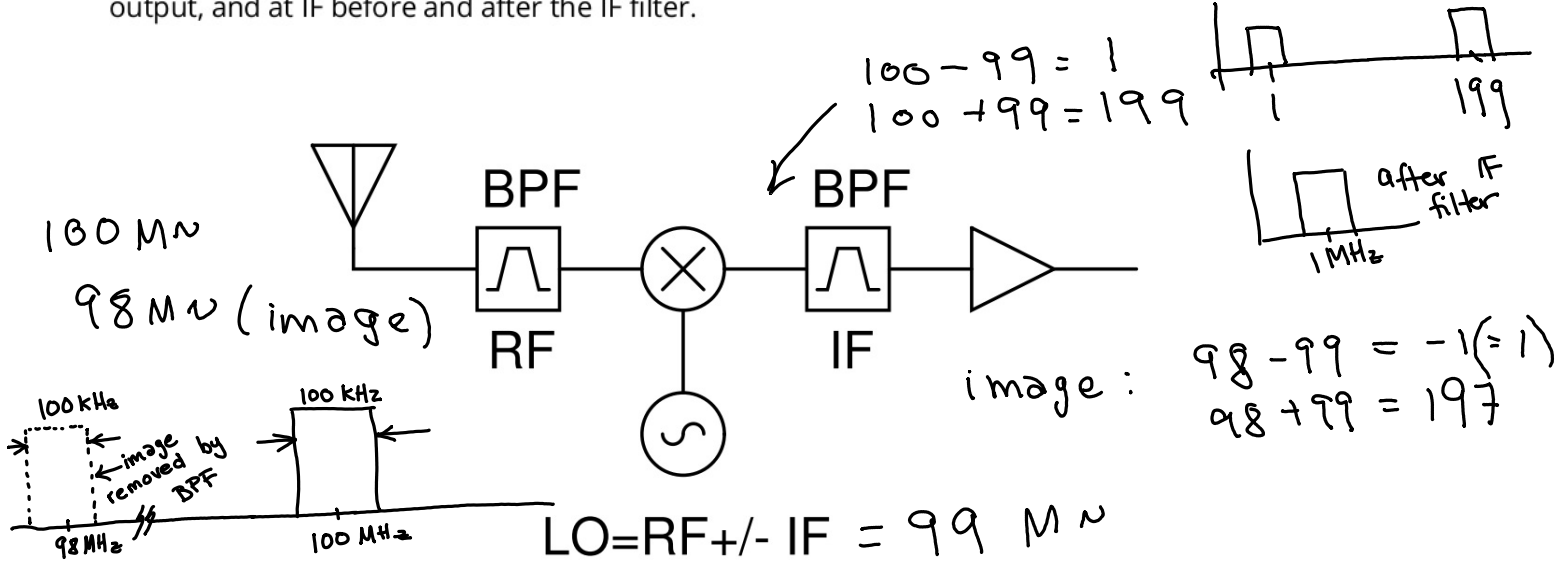 output, and at IF before and after the IF filter.
100 - 99 = 1
100 + 99 = 199
1
199
after IF
filter
1 MHz
BPF
BPF
RF
IF
100 M~
98 M~ (image)
100 kHz
100 KHz
image
removed by
BPF
98 MHz
100 MHz
image :
98 - 99 = -1 (= 1)
98 + 99 = 197
LO=RF+/- IF = 99 M~